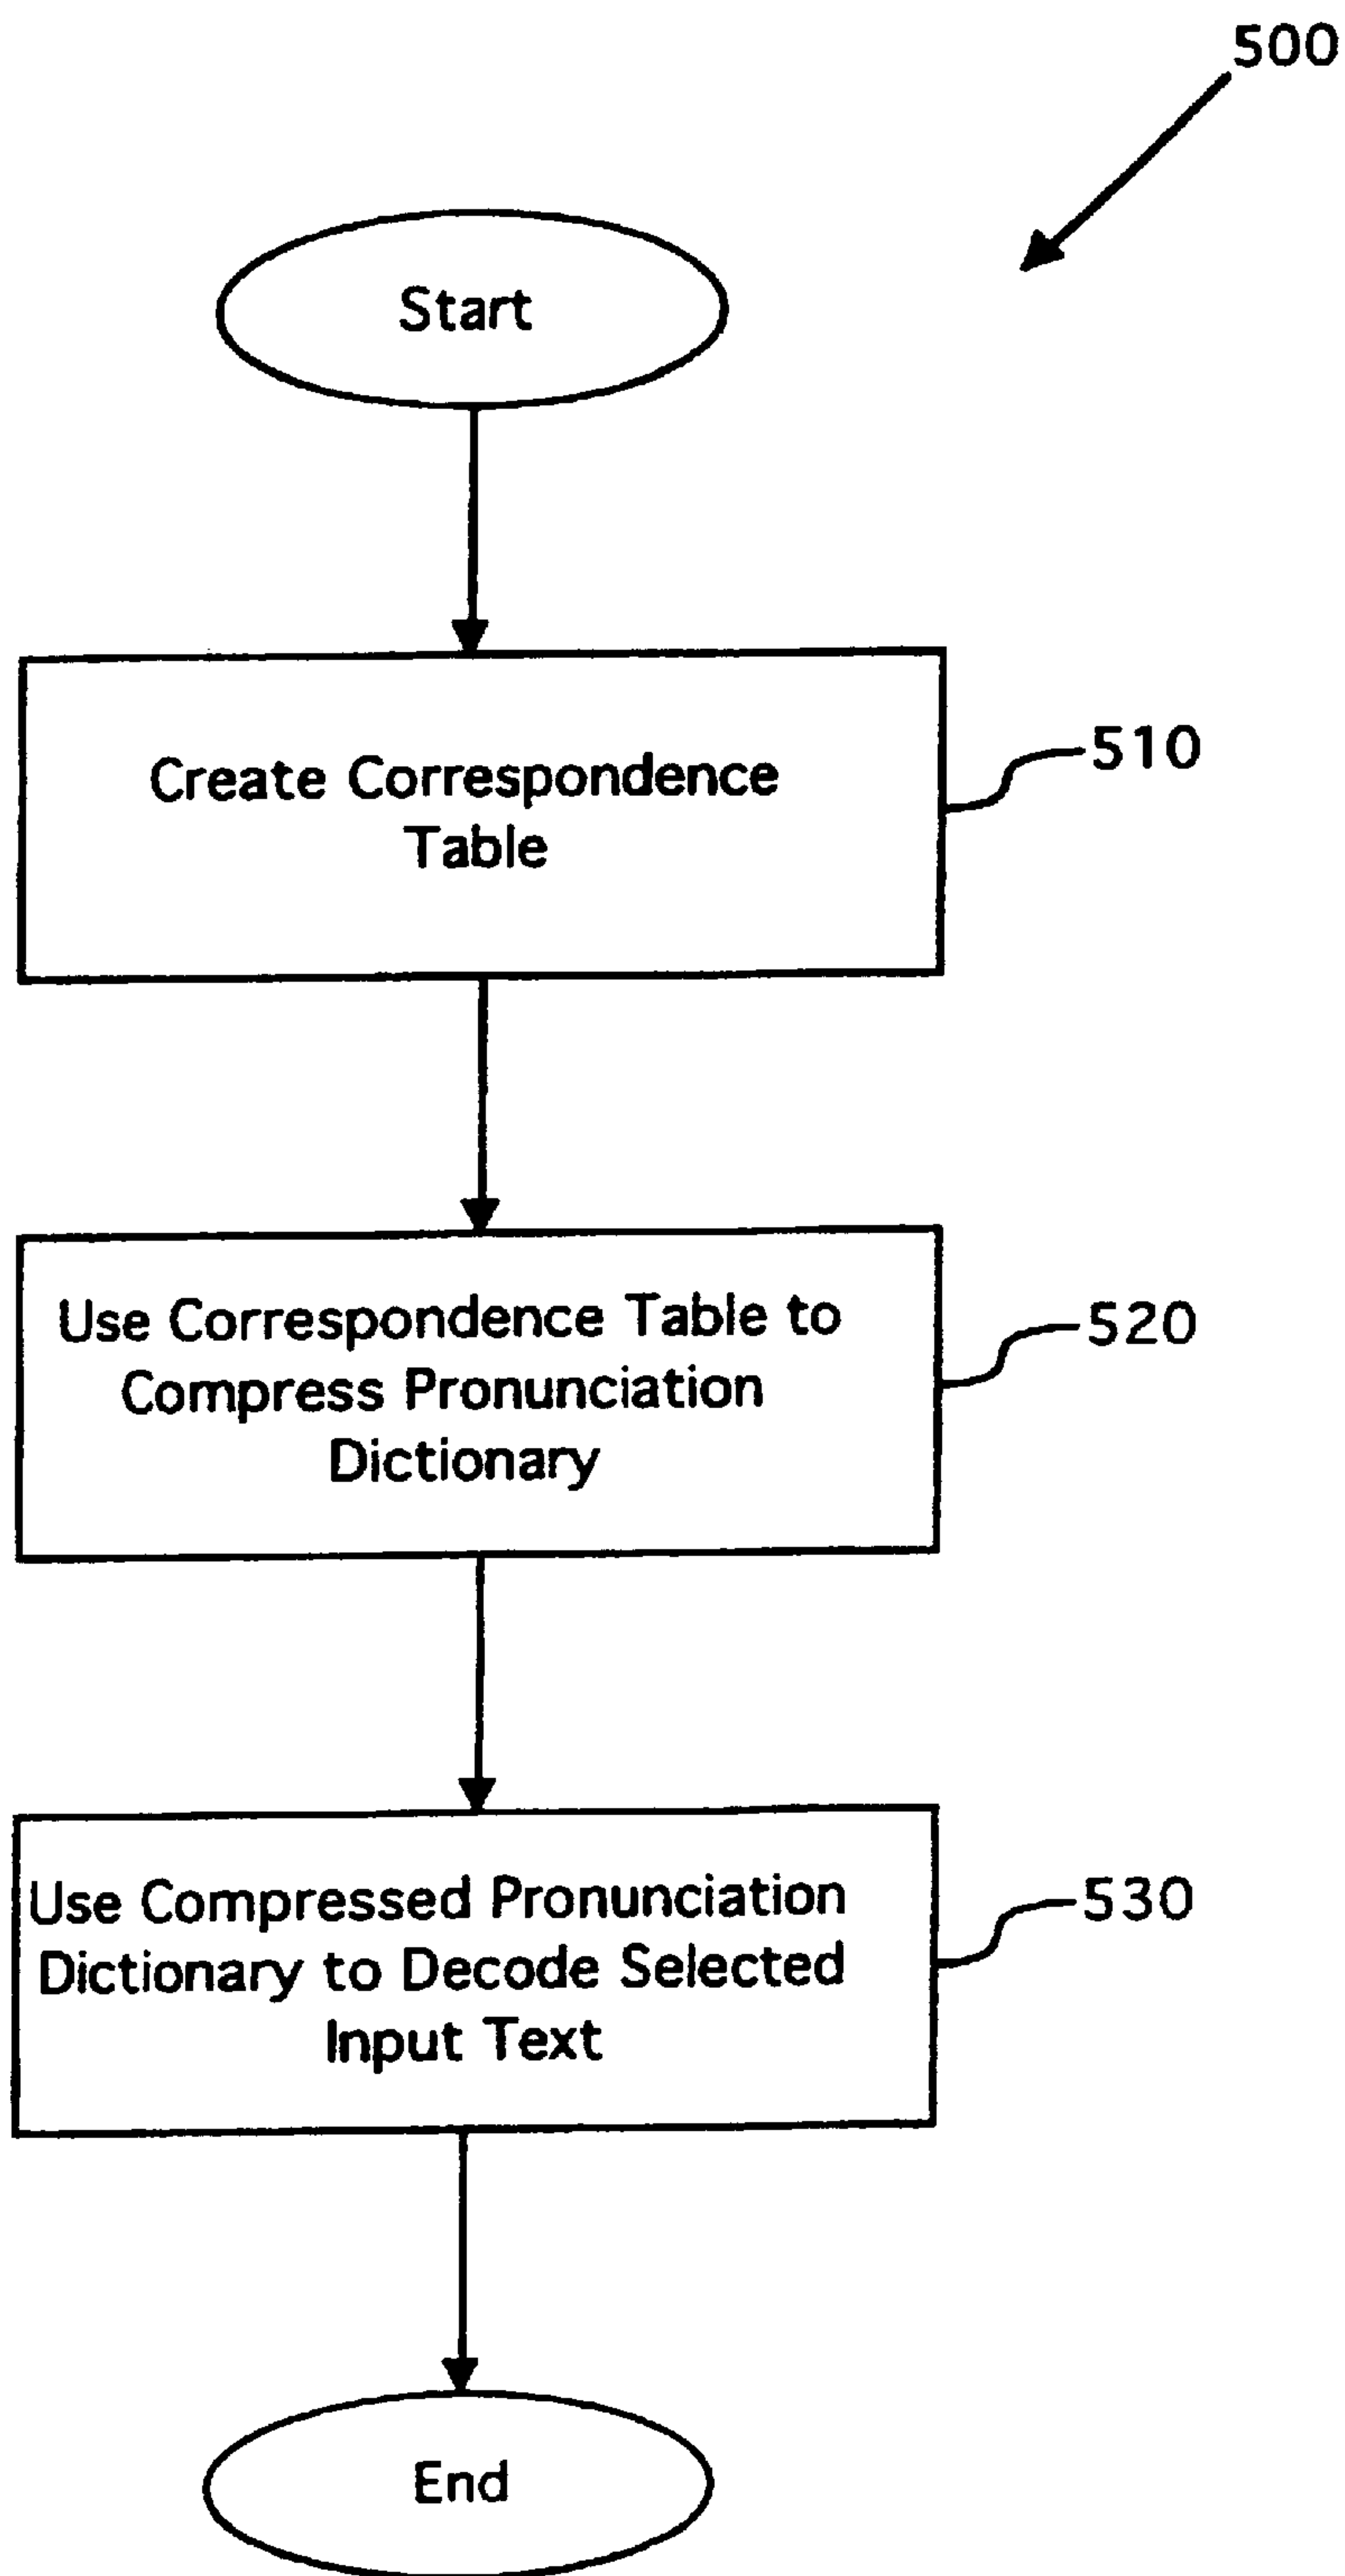 500
Start
Create Correspondence
Table
510
Use Correspondence Table to
Compress Pronunciation
Dictionary
520
Use Compressed Pronunciation
Dictionary to Decode Selected
Input Text
530
End